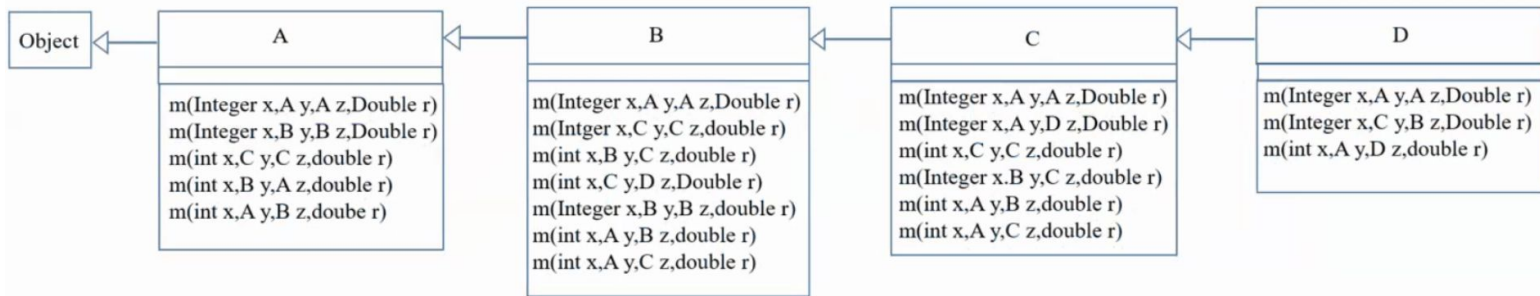 Object
A
m(Integer x,A y,A z,Double r)
m(Integer x,B y,B z,Double r)
m(int x,C y,C z,double r)
m(int x,B y,A z,double r)
m(int x,A y,B z,doube r)
B
m(Integer x,A y,A z,Double r)
m(Intger x,C y,C z,double r)
m(int x,B y,C z,double r)
m(int x,C y,D z,Double r)
m(Integer x,B y,B z,double r)
m(int x,A y,B z,double r)
m(int x,A y,C z,double r)
C
m(Integer x,A y,A z,Double r)
m(Integer x,A y,D z,Double r)
m(int x,C y,C z,double r)
m(Integer x.B y,C z,double r)
m(int x,A y,B z,double r)
m(int x,A y,C z,double r)
D
m(Integer x,A y,A z,Double r)
m(Integer x,C y,B z,Double r)
m(int x,A y,D z,double r)